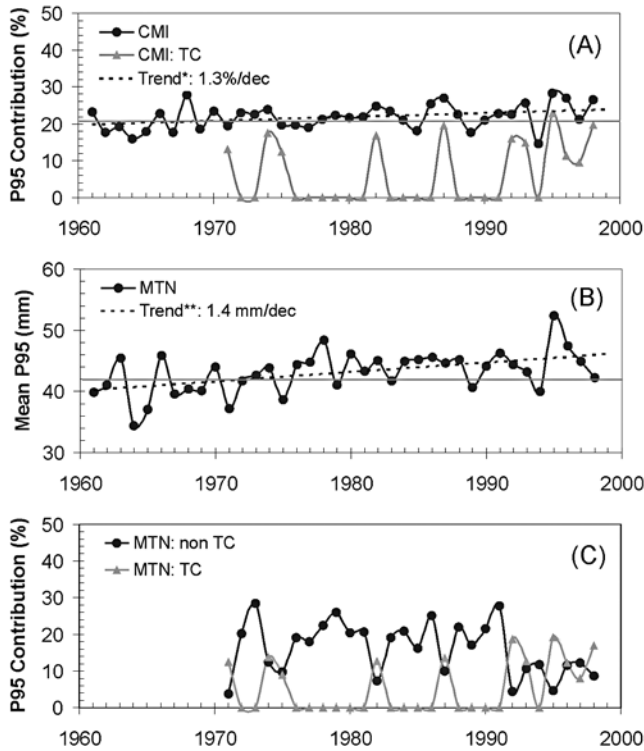 P95 Contribution (%)
50
40
30
20
10
0
CMI
CMI: TC
Trend*: 1.3%/dec
(A)
1960 1970 1980 1990 2000
Mean P95 (mm)
60
50
40
30
MTN
Trend**: 1.4 mm/dec
(B)
1960 1970 1980 1990 2000
P95 Contribution (%)
50
40
30
20
10
0
MTN: non TC
MTN: TC
(C)
1960 1970 1980 1990 2000